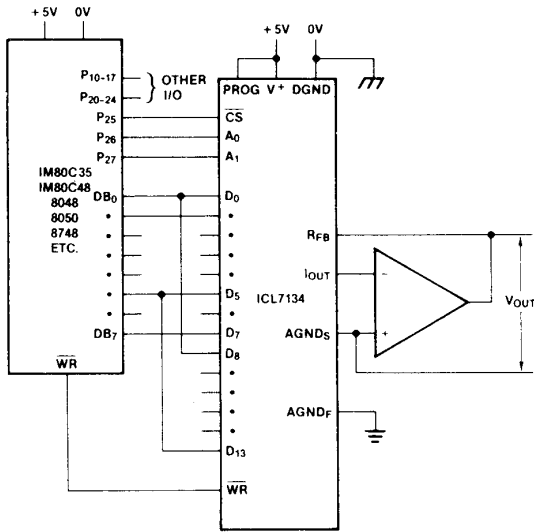 +5V 0V
+5V 0V
P10-17
P20-24
OTHER
I/O
P25
P26
P27
IM80C35
IM80C48
8048
8050
8748
ETC.
DB0
DB7
WR
PROG V+ DGND
CS
A0
A1
D0
D5
D7
D8
D13
WR
ICL7134
RFB
IOUT
AGNDS
AGNDF
-
+
VOUT